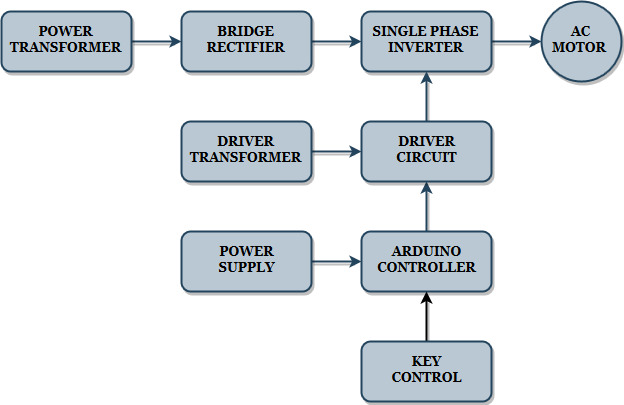 POWER
TRANSFORMER
BRIDGE
RECTIFIER
SINGLE PHASE
INVERTER
AC
MOTOR
DRIVER
TRANSFORMER
DRIVER
CIRCUIT
POWER
SUPPLY
ARDUINO
CONTROLLER
KEY
CONTROL